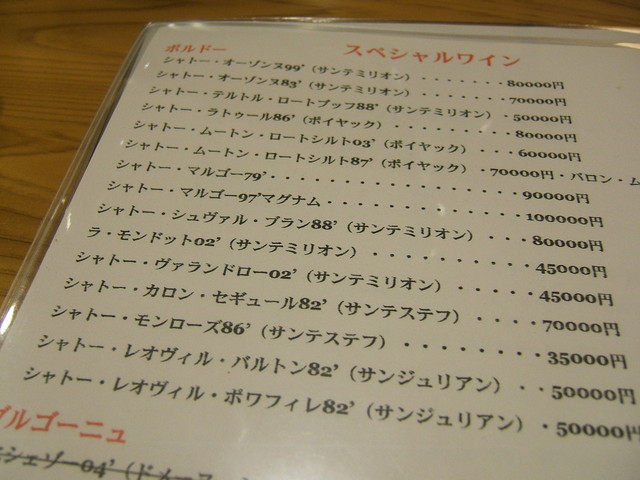 スペシャルワイン
ボルドー
シャトー・オーゾンヌ99'（サンテミリオン）・・・・・・・80000円
シャトー・オーゾンヌ83'（サンテミリオン）・・・・・・・70000円
シャトー・テルトル・ロートブッフ88'（サンテミリオン）・50000円
シャトー・ラトゥール86'（ポイヤック）・・・・・・・・・80000円
シャトー・ムートン・ロートシルト03'（ポイヤック）・・・60000円
シャトー・ムートン・ロートシルト87'（ポイヤック）・70000円・バロン・ム
シャトー・マルゴー79'・・・・・・・・・・・・・・・・・90000円
シャトー・マルゴー97'マグナム・・・・・・・・・・・・・100000円
シャトー・シュヴァル・ブラン88'（サンテミリオン）・・・80000円
ラ・モンドット02'（サンテミリオン）・・・・・・・・・・45000円
シャトー・ヴァランドロー02'（サンテミリオン）・・・・・45000円
シャトー・カロン・セギュール82'（サンテステフ）・・・・70000円
シャトー・モンローズ86'（サンテステフ）・・・・・・・・35000円
シャトー・レオヴィル・バルトン82'（サンジュリアン）・・50000円
シャトー・レオヴィル・ポワフィレ82'（サンジュリアン）・50000円
ブルゴーニュ
シェゾー04'（ドメーヌ